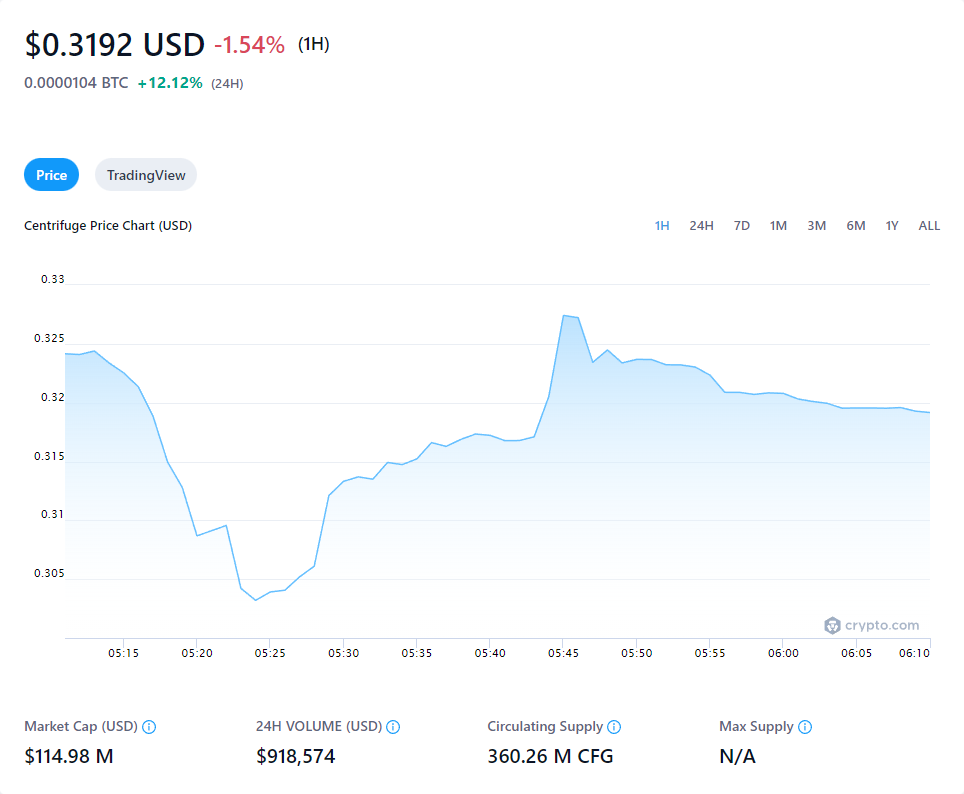 $0.3192 USD -1.54% (1H)
0.0000104 BTC +12.12% (24H)
Price TradingView
Centrifuge Price Chart (USD) 1H 24H 7D 1M 3M 6M 1Y ALL
0.33
0.325
0.32
0.315
0.31
0.305
crypto.com
05:15 05:20 05:25 05:30 05:35 05:40 05:45 05:50 05:55 06:00 06:05 06:10
Market Cap (USD) 24H VOLUME (USD) Circulating Supply Max Supply
$114.98 M $918,574 360.26 M CFG N/A